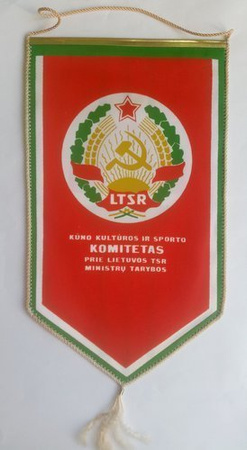 LTSR
KŪNO KULTŪROS IR SPORTO
KOMITETAS
PRIE LIETUVOS TSR
MINISTRŲ TARYBOS